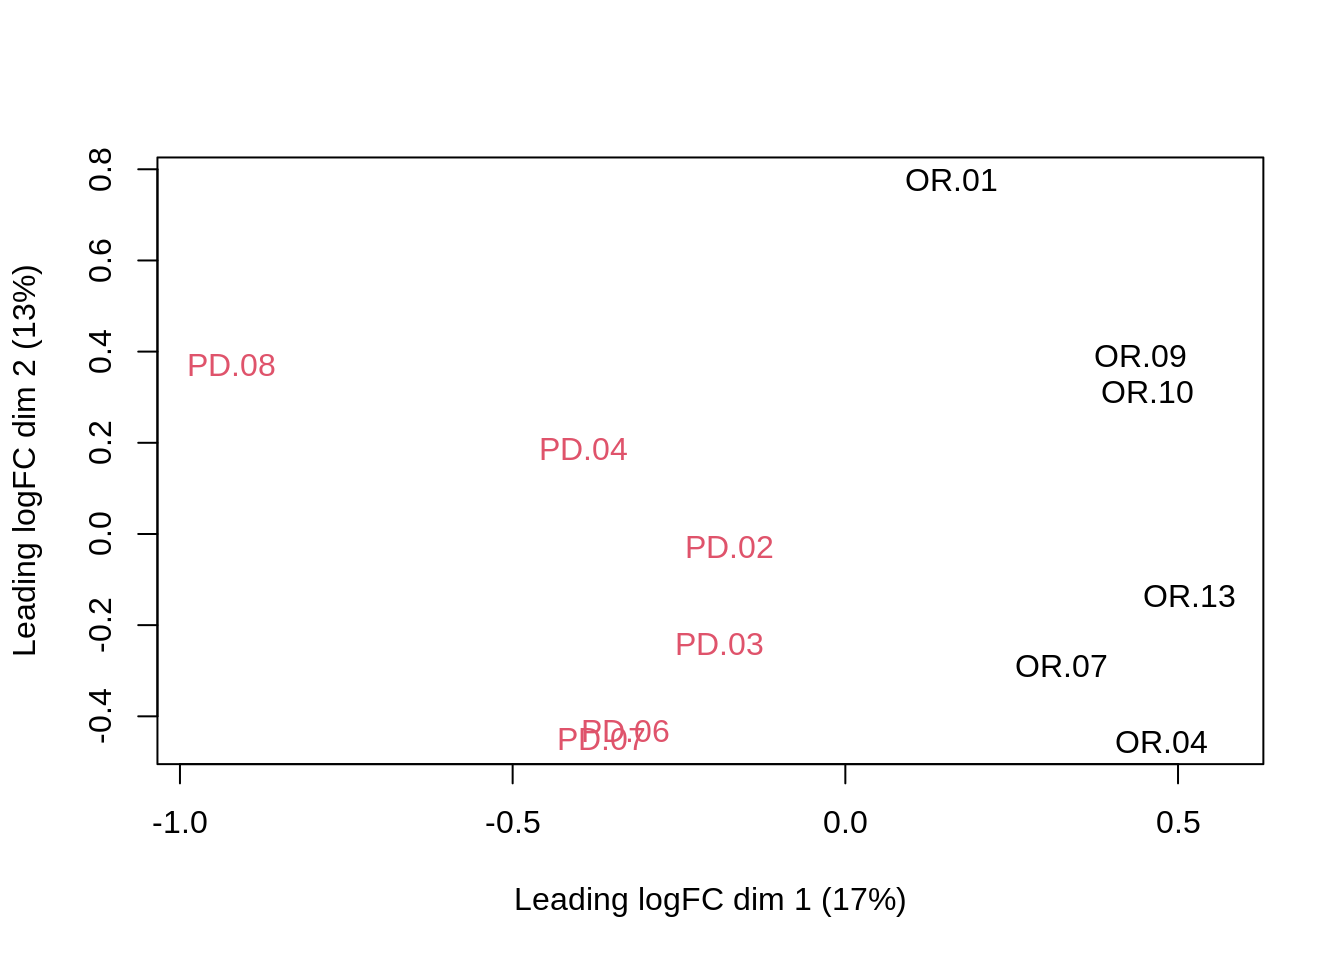 Leading logFC dim 2 (13%)
0.8
0.6
0.4
0.2
0.0
-0.2
-0.4
OR.01
OR.09
PD.08
OR.10
PD.04
PD.02
OR.13
PD.03
OR.07
PD.06
PD.07
OR.04
-1.0
-0.5
0.0
0.5
Leading logFC dim 1 (17%)